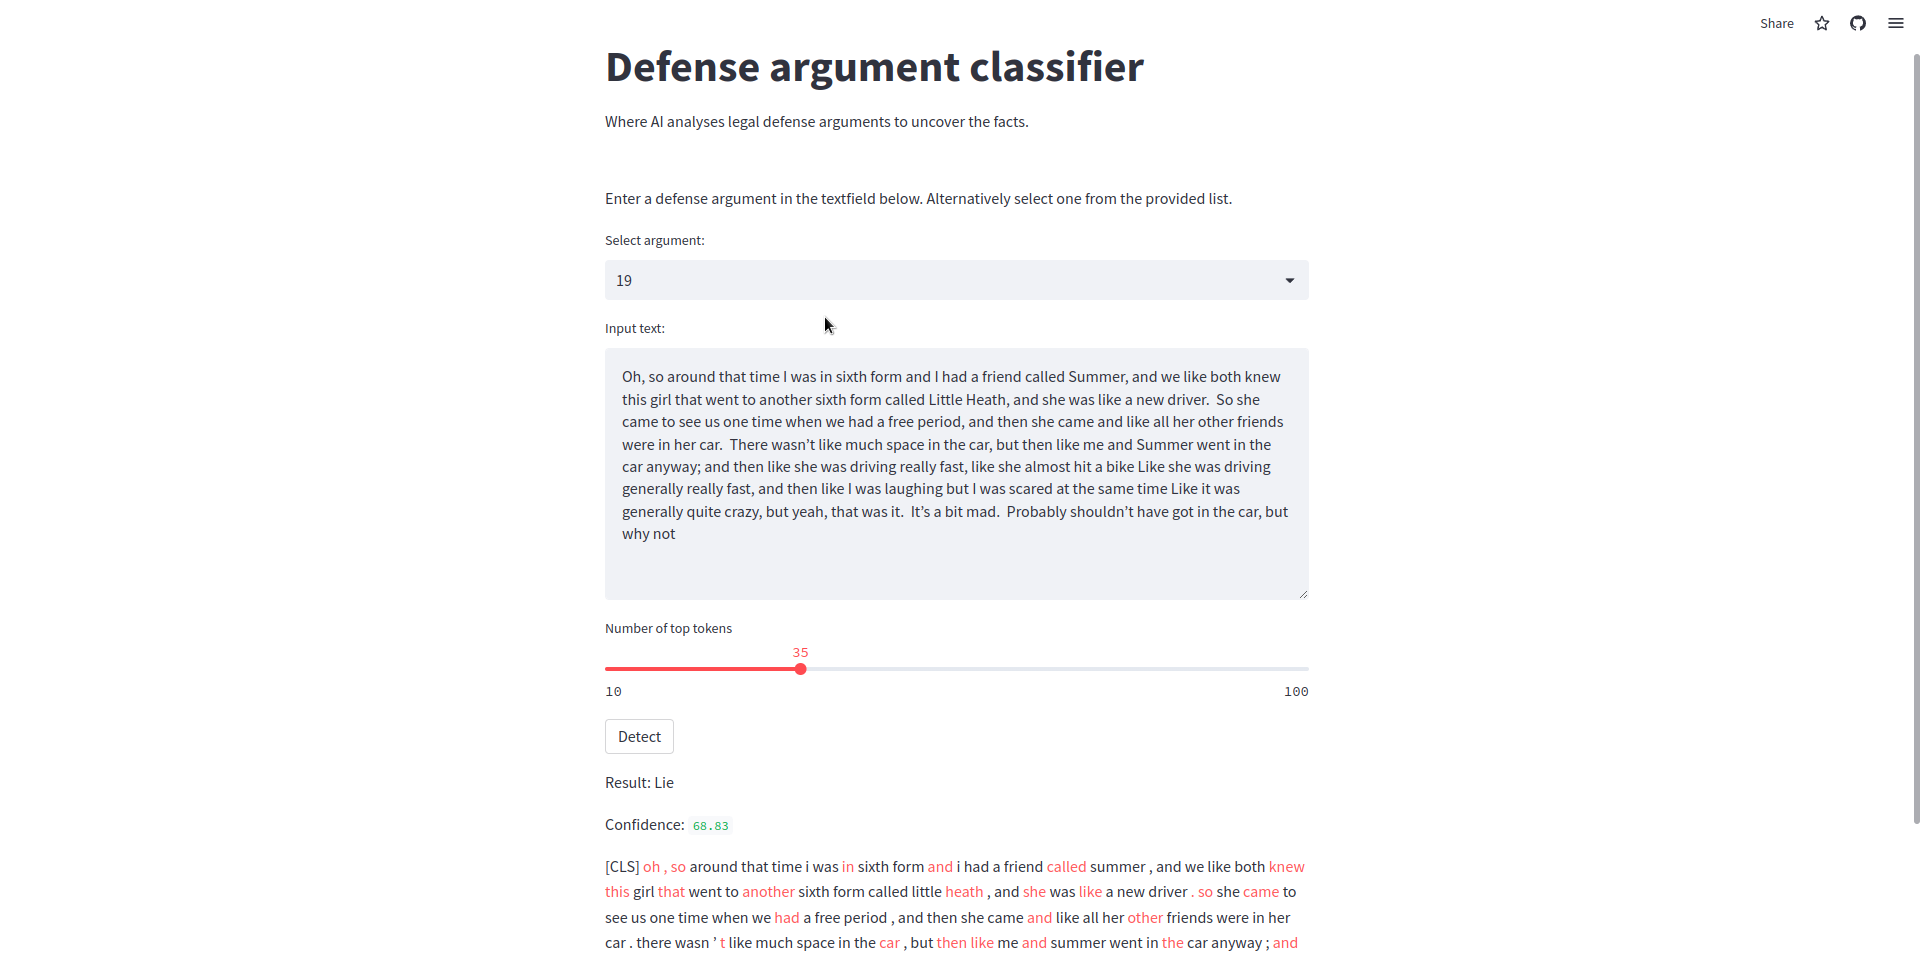 Share
Defense argument classifier
Where AI analyses legal defense arguments to uncover the facts.
Enter a defense argument in the textfield below. Alternatively select one from the provided list.
Select argument:
19
Input text:
Oh, so around that time I was in sixth form and I had a friend called Summer, and we like both knew
this girl that went to another sixth form called Little Heath, and she was like a new driver.  So she
came to see us one time when we had a free period, and then she came and like all her other friends
were in her car.  There wasn’t like much space in the car, but then like me and Summer went in the
car anyway; and then like she was driving really fast, like she almost hit a bike Like she was driving
generally really fast, and then like I was laughing but I was scared at the same time Like it was
generally quite crazy, but yeah, that was it.  It’s a bit mad.  Probably shouldn’t have got in the car, but
why not
Number of top tokens
35
10 100
Detect
Result: Lie
Confidence: 68.83
[CLS] oh , so around that time i was in sixth form and i had a friend called summer , and we like both knew
this girl that went to another sixth form called little heath , and she was like a new driver . so she came to
see us one time when we had a free period , and then she came and like all her other friends were in her
car . there wasn ’ t like much space in the car , but then like me and summer went in the car anyway ; and